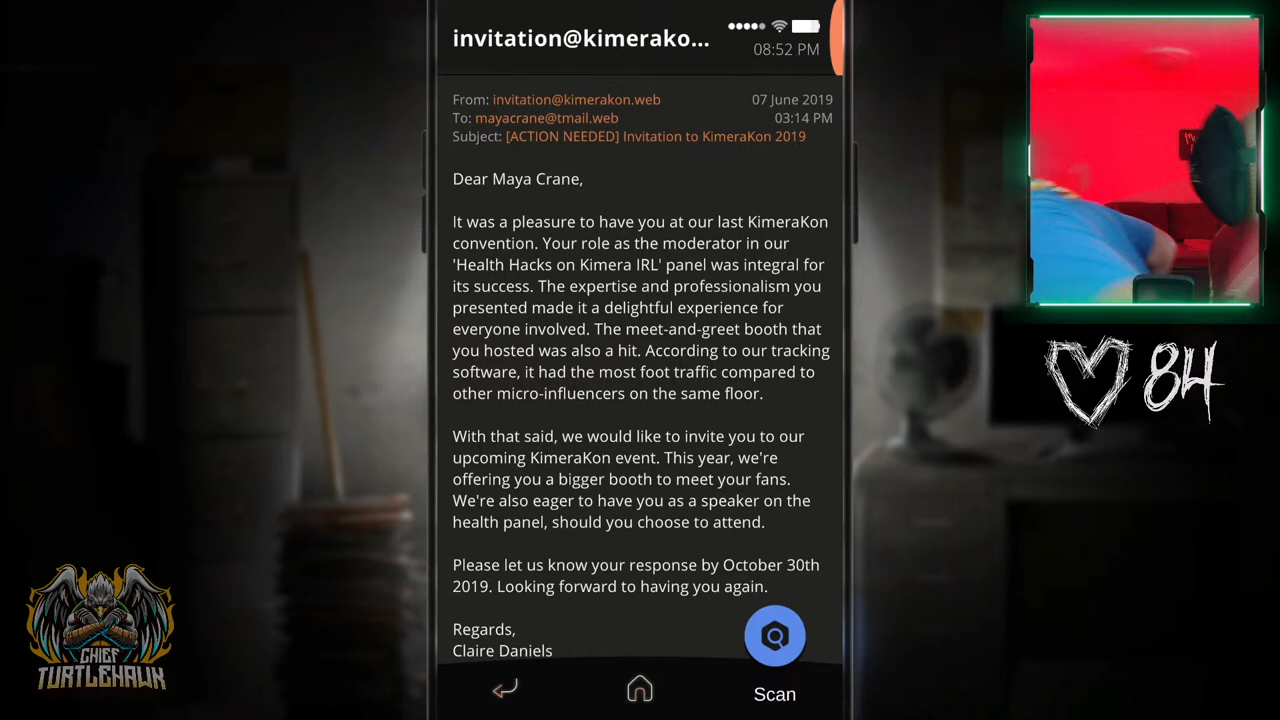 invitation@kimerako...
08:52 PM
From: invitation@kimerakon.web
07 June 2019
To: mayacrane@tmail.web
03:14 PM
Subject: [ACTION NEEDED] Invitation to KimeraKon 2019
Dear Maya Crane,
It was a pleasure to have you at our last KimeraKon
convention. Your role as the moderator in our
'Health Hacks on Kimera IRL' panel was integral for
its success. The expertise and professionalism you
presented made it a delightful experience for
everyone involved. The meet-and-greet booth that
you hosted was also a hit. According to our tracking
software, it had the most foot traffic compared to
other micro-influencers on the same floor.
With that said, we would like to invite you to our
upcoming KimeraKon event. This year, we're
offering you a bigger booth to meet your fans.
We're also eager to have you as a speaker on the
health panel, should you choose to attend.
Please let us know your response by October 30th
2019. Looking forward to having you again.
Regards,
Claire Daniels
Scan
84
CHIEF
TURTLEHAWK